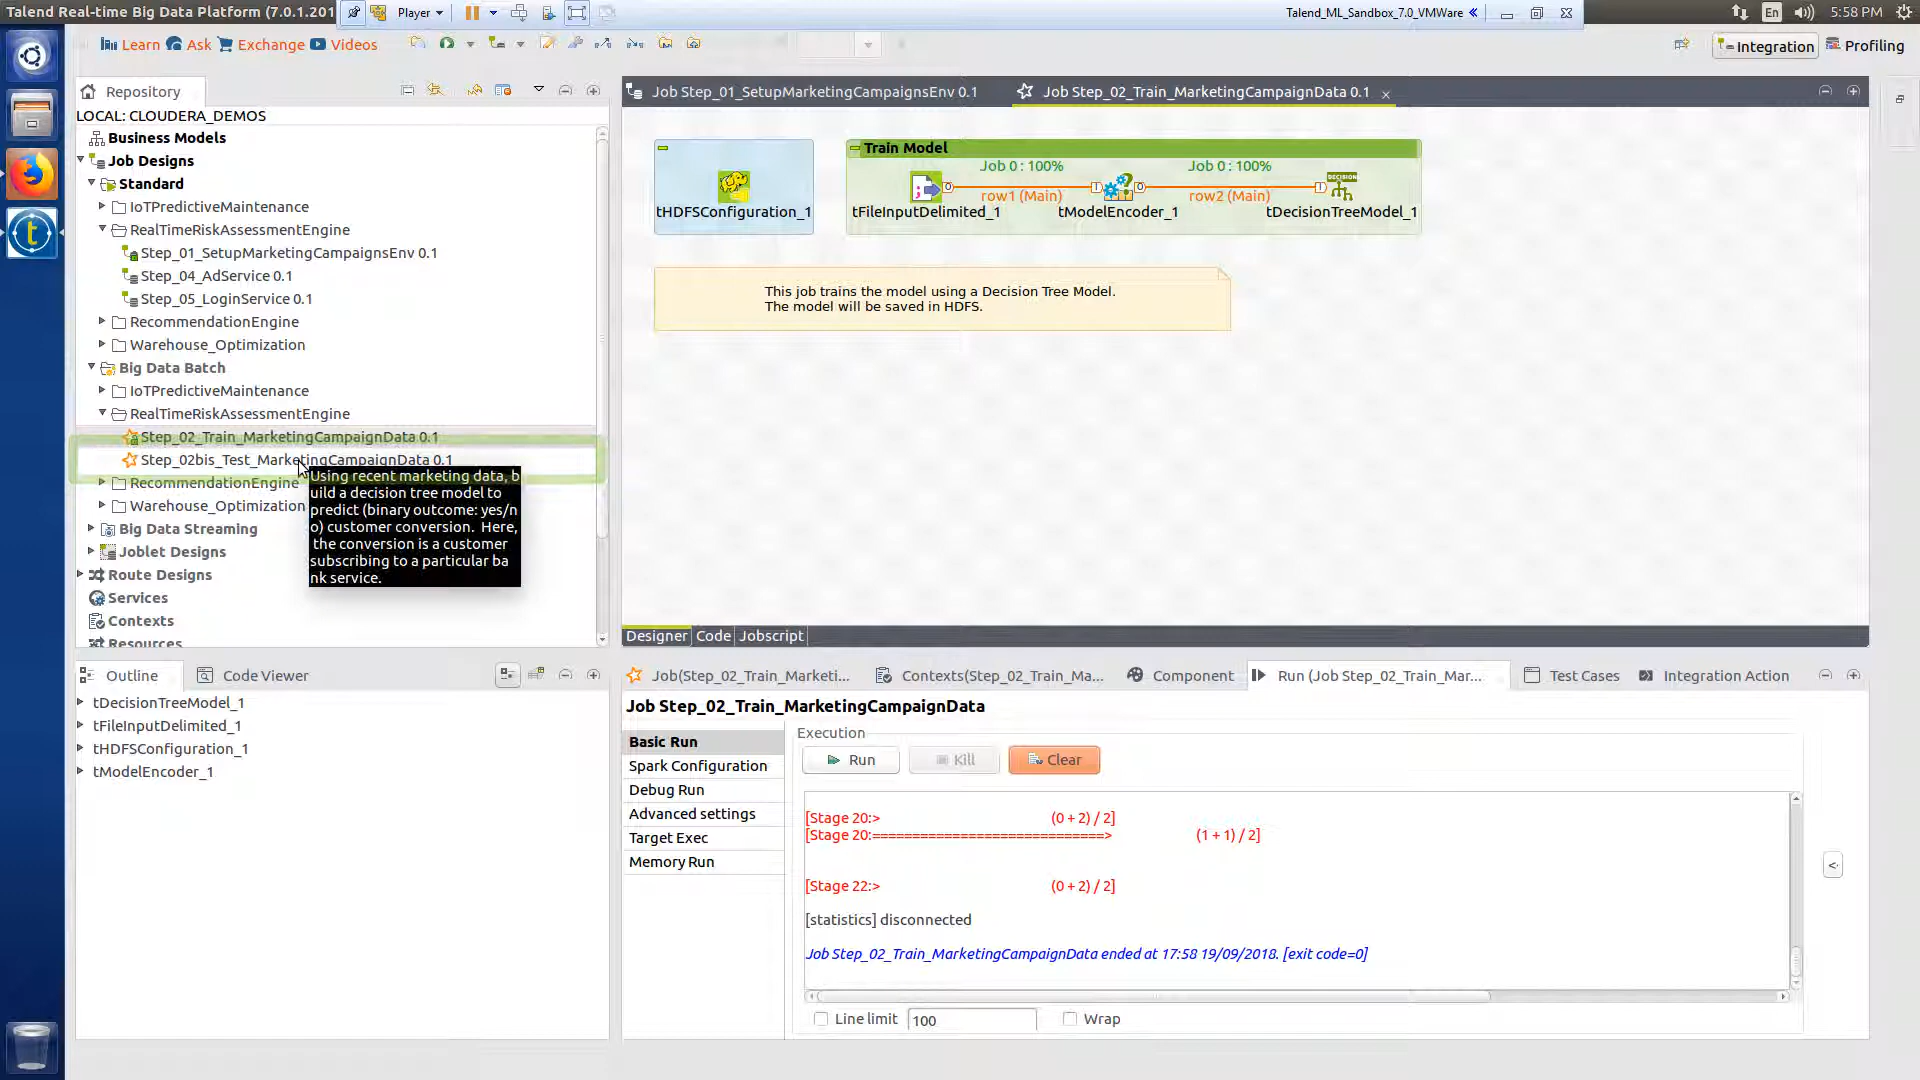 Talend Real-time Big Data Platform (7.0.1.201
Player
Talend_ML_Sandbox_7.0_VMWare
En
5:58 PM
Learn
Ask
Exchange
Videos
Integration
Profiling
Repository
LOCAL: CLOUDERA_DEMOS
Business Models
Job Designs
Standard
IoTPredictiveMaintenance
RealTimeRiskAssessmentEngine
Step_01_SetupMarketingCampaignsEnv 0.1
Step_04_AdService 0.1
Step_05_LoginService 0.1
RecommendationEngine
Warehouse_Optimization
Big Data Batch
IoTPredictiveMaintenance
RealTimeRiskAssessmentEngine
Step_02_Train_MarketingCampaignData 0.1
Step_02bis_Test_MarketingCampaignData 0.1
RecommendationEngine
Warehouse_Optimization
Big Data Streaming
Joblet Designs
Route Designs
Services
Contexts
Resources
Using recent marketing data, b
uild a decision tree model to
predict (binary outcome: yes/n
o) customer conversion.  Here,
the conversion is a customer
subscribing to a particular ba
nk service.
Job Step_01_SetupMarketingCampaignsEnv 0.1
Job Step_02_Train_MarketingCampaignData 0.1
Train Model
Job 0 : 100%
Job 0 : 100%
row1 (Main)
row2 (Main)
tHDFSConfiguration_1
tFileInputDelimited_1
tModelEncoder_1
DECISION
tDecisionTreeModel_1
This job trains the model using a Decision Tree Model.
The model will be saved in HDFS.
Designer
Code
Jobscript
Outline
Code Viewer
tDecisionTreeModel_1
tFileInputDelimited_1
tHDFSConfiguration_1
tModelEncoder_1
Job(Step_02_Train_Marketi...
Contexts(Step_02_Train_Ma...
Component
Run (Job Step_02_Train_Mar...
Test Cases
Integration Action
Job Step_02_Train_MarketingCampaignData
Basic Run
Spark Configuration
Debug Run
Advanced settings
Target Exec
Memory Run
Execution
Run
Kill
Clear
[Stage 20:> (0 + 2) / 2]
[Stage 20:=============================> (1 + 1) / 2]
[Stage 22:> (0 + 2) / 2]
[statistics] disconnected
Job Step_02_Train_MarketingCampaignData ended at 17:58 19/09/2018. [exit code=0]
Line limit
100
Wrap